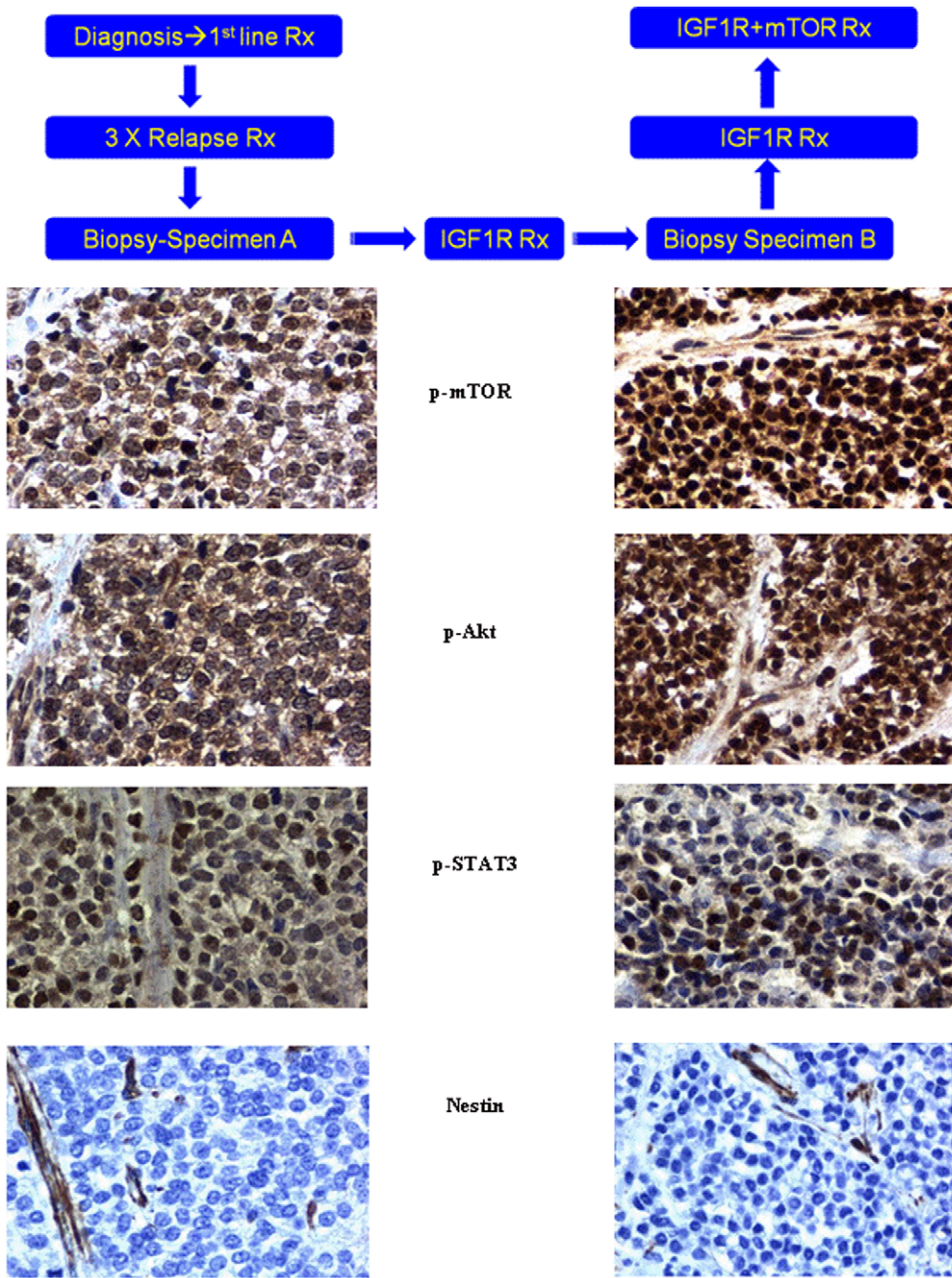 Diagnosis→1st line Rx
IGF1R+mTOR Rx
3 X Relapse Rx
IGF1R Rx
Biopsy-Specimen A
IGF1R Rx
Biopsy Specimen B
p-mTOR
p-Akt
p-STAT3
Nestin